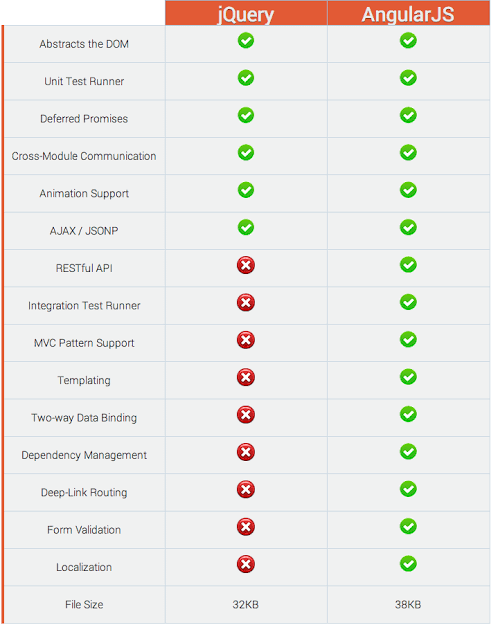 jQuery AngularJS
Abstracts the DOM
Unit Test Runner
Deferred Promises
Cross-Module Communication
Animation Support
AJAX / JSONP
RESTful API
Integration Test Runner
MVC Pattern Support
Templating
Two-way Data Binding
Dependency Management
Deep-Link Routing
Form Validation
Localization
File Size 32KB 38KB